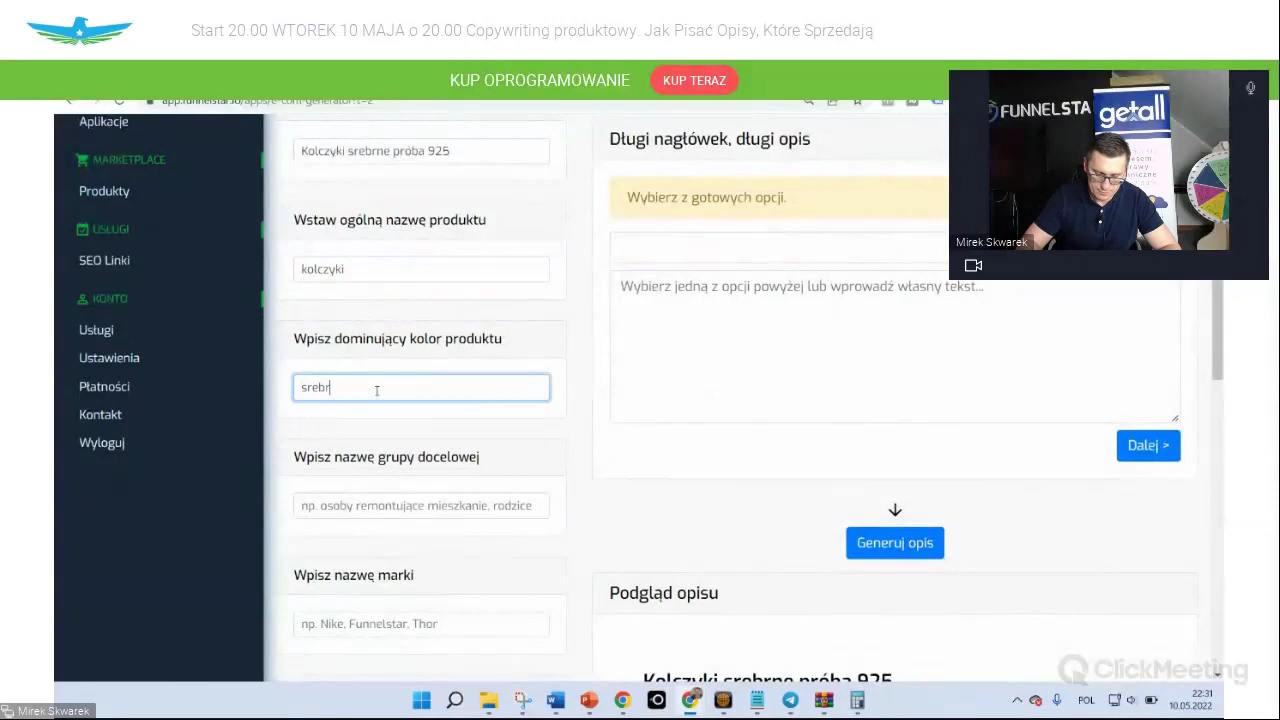 Start 20.00 WTOREK 10 MAJA o 20.00 Copywriting produktowy Jak Pisać Opisy, Które Sprzedają
KUP OPROGRAMOWANIE
KUP TERAZ
Aplikacje
MARKETPLACE
Produkty
USŁUGI
SEO Linki
KONTO
Usługi
Ustawienia
Płatności
Kontakt
Wyloguj
Kolczyki srebrne próba 925
Wstaw ogólną nazwę produktu
kolczyki
Wpisz dominujący kolor produktu
srebr
Wpisz nazwę grupy docelowej
np. osoby remontujące mieszkanie, rodzice
Wpisz nazwę marki
np. Nike, Funnelstar, Thor
Długi nagłówek, długi opis
Wybierz z gotowych opcji.
Wybierz jedną z opcji powyżej lub wprowadź własny tekst...
Dalej >
Generuj opis
Podgląd opisu
Kolczyki srebrne próba 925
FUNNELSTA
getall
Mirek Skwarek
ClickMeeting
POL
22:31
10.05.2022
Mirek Skwarek